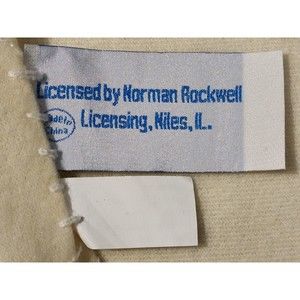 Licensed by Norman Rockwell
Licensing, Niles, IL.
Made In
China